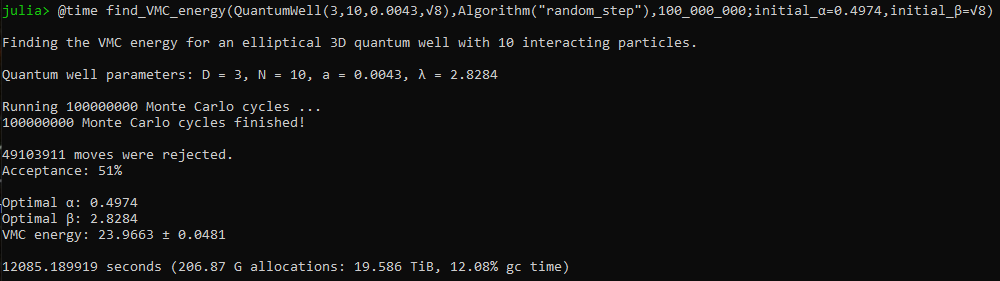 julia> @time find_VMC_energy(QuantumWell(3,10,0.0043,√8),Algorithm("random_step"),100_000_000;initial_α=0.4974,initial_β=√8)
Finding the VMC energy for an elliptical 3D quantum well with 10 interacting particles.
Quantum well parameters: D = 3, N = 10, a = 0.0043, λ = 2.8284
Running 100000000 Monte Carlo cycles ...
100000000 Monte Carlo cycles finished!
49103911 moves were rejected.
Acceptance: 51%
Optimal α: 0.4974
Optimal β: 2.8284
VMC energy: 23.9663 ± 0.0481
12085.189919 seconds (206.87 G allocations: 19.586 TiB, 12.08% gc time)